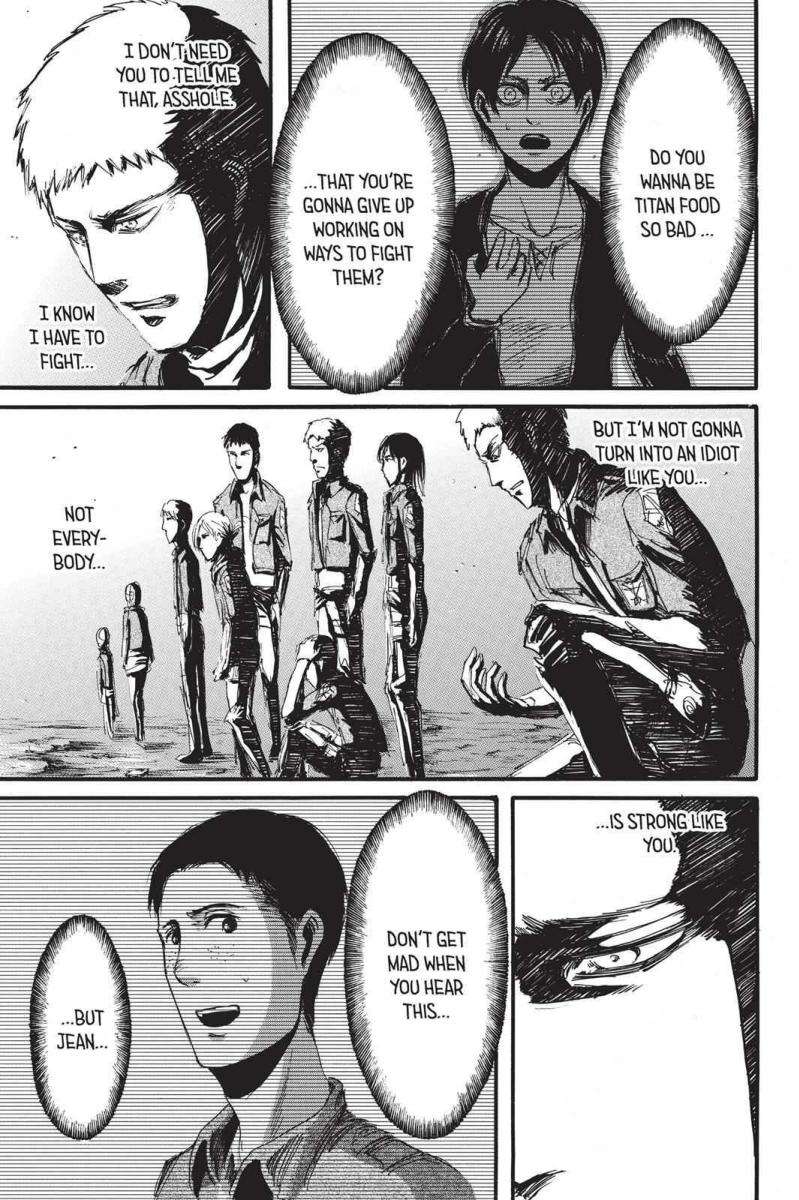 DO YOU
WANNA BE
TITAN FOOD
SO BAD ...
...THAT YOU'RE
GONNA GIVE UP
WORKING ON
WAYS TO FIGHT
THEM?
I DON'T NEED
YOU TO TELL ME
THAT, ASSHOLE.
I KNOW
I HAVE TO
FIGHT...
BUT I'M NOT GONNA
TURN INTO AN IDIOT
LIKE YOU...
NOT
EVERY-
BODY...
...IS STRONG LIKE
YOU.
DON'T GET
MAD WHEN
YOU HEAR
THIS...
...BUT
JEAN...